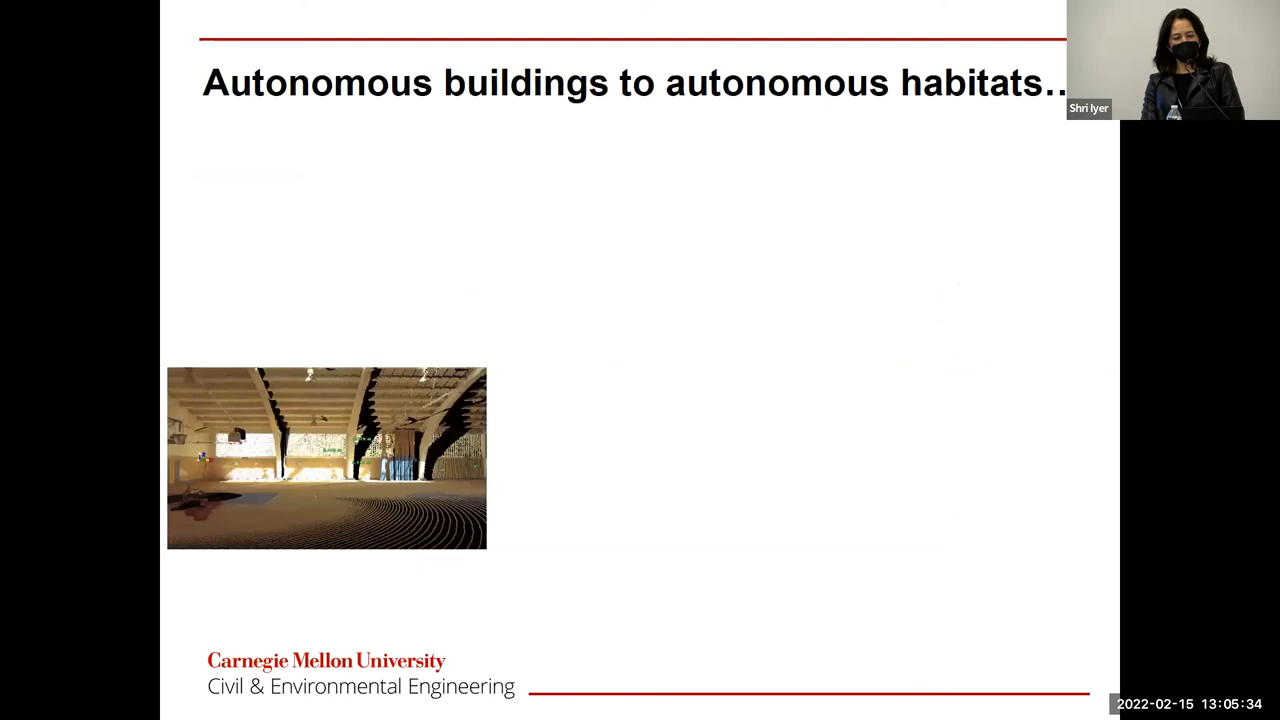 Autonomous buildings to autonomous habitats..
Shri Iyer
Carnegie Mellon University
Civil & Environmental Engineering
2022-02-15 13:05:34